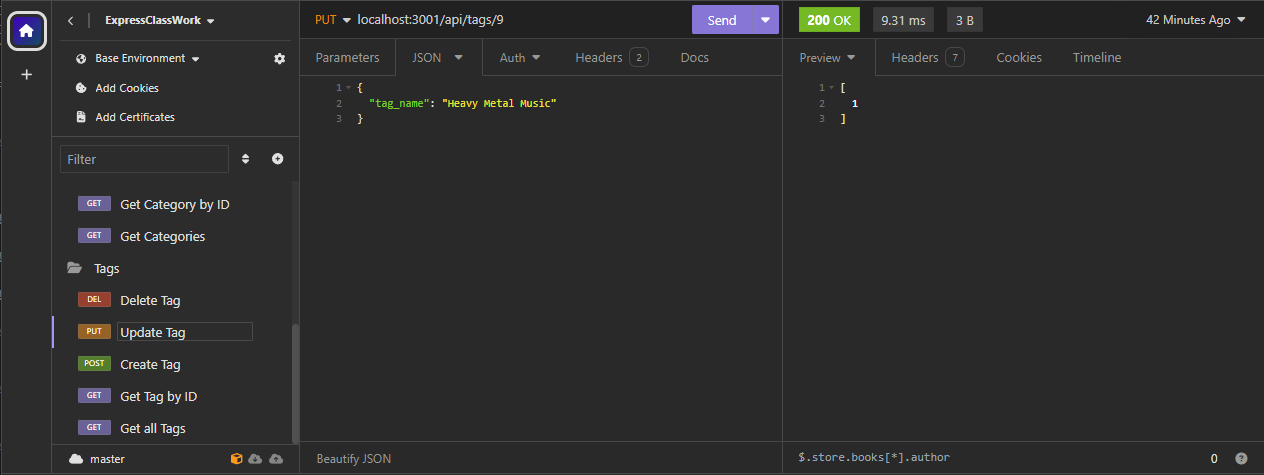 ExpressClassWork
Base Environment
Add Cookies
Add Certificates
Filter
GET Get Category by ID
GET Get Categories
Tags
DEL Delete Tag
PUT Update Tag
POST Create Tag
GET Get Tag by ID
GET Get all Tags
master
PUT localhost:3001/api/tags/9
Send
Parameters JSON Auth Headers 2 Docs
1 {
2 "tag_name": "Heavy Metal Music"
3 }
Beautify JSON
200 OK 9.31 ms 3 B 42 Minutes Ago
Preview Headers 7 Cookies Timeline
1 [
2 1
3 ]
$.store.books[*].author 0 ?